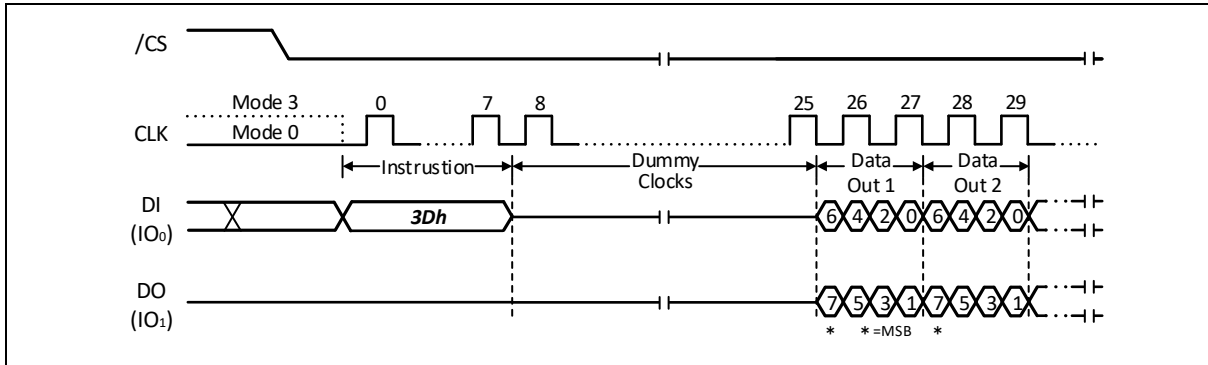 /CS
Mode 3 0 7 8 25 26 27 28 29
CLK Mode 0
Instrustion Dummy Clocks Data Out 1 Data Out 2
DI (IO0) 3Dh 6 4 2 0 6 4 2 0
DO (IO1) 7 5 3 1 7 5 3 1
* * =MSB *